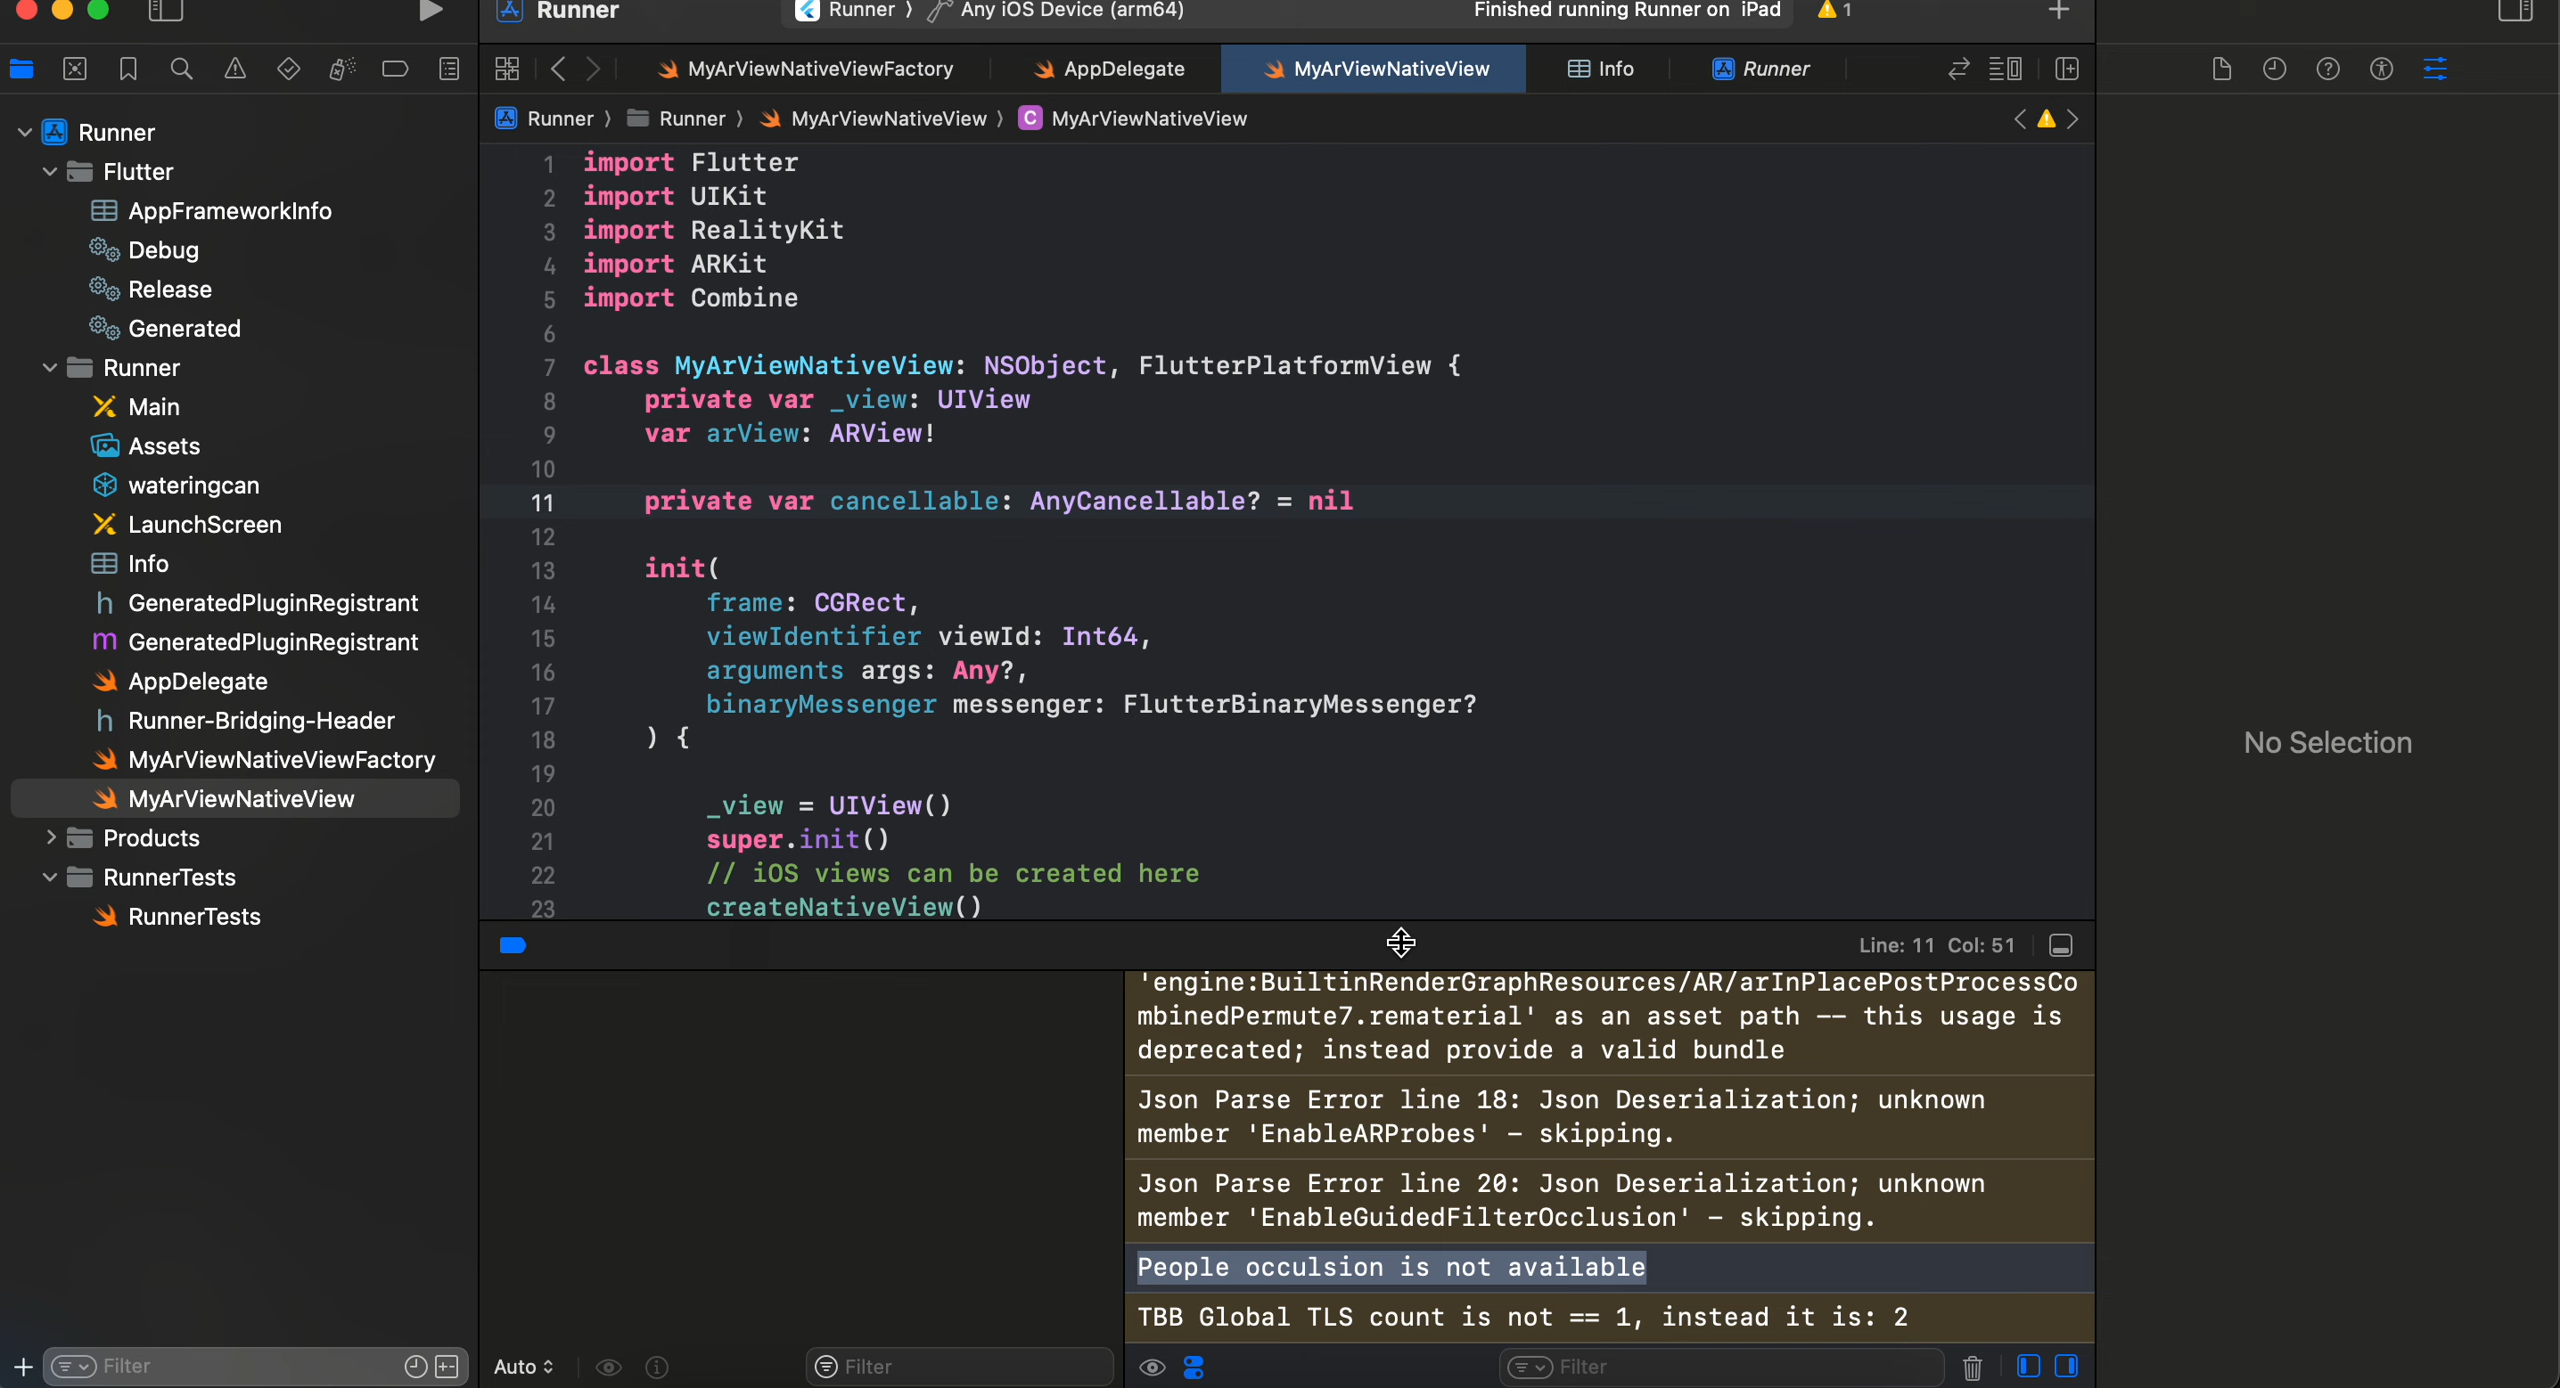 Runner
Runner 〉 Any iOS Device (arm64)
Finished running Runner on iPad
1
MyArViewNativeViewFactory
AppDelegate
MyArViewNativeView
Info
Runner
Runner 〉 Runner 〉 MyArViewNativeView 〉 C MyArViewNativeView
Runner
Flutter
AppFrameworkInfo
Debug
Release
Generated
Runner
Main
Assets
wateringcan
LaunchScreen
Info
h GeneratedPluginRegistrant
m GeneratedPluginRegistrant
AppDelegate
h Runner-Bridging-Header
MyArViewNativeViewFactory
MyArViewNativeView
Products
RunnerTests
RunnerTests
Filter
1 import Flutter
2 import UIKit
3 import RealityKit
4 import ARKit
5 import Combine
6
7 class MyArViewNativeView: NSObject, FlutterPlatformView {
8 private var _view: UIView
9 var arView: ARView!
10
11 private var cancellable: AnyCancellable? = nil
12
13 init(
14 frame: CGRect,
15 viewIdentifier viewId: Int64,
16 arguments args: Any?,
17 binaryMessenger messenger: FlutterBinaryMessenger?
18 ) {
19
20 _view = UIView()
21 super.init()
22 // iOS views can be created here
23 createNativeView()
Line: 11 Col: 51
'engine:BuiltinRenderGraphResources/AR/arInPlacePostProcessCo
mbinedPermute7.rematerial' as an asset path -- this usage is
deprecated; instead provide a valid bundle
Json Parse Error line 18: Json Deserialization; unknown
member 'EnableARProbes' - skipping.
Json Parse Error line 20: Json Deserialization; unknown
member 'EnableGuidedFilterOcclusion' - skipping.
People occulsion is not available
TBB Global TLS count is not == 1, instead it is: 2
Auto
Filter
Filter
No Selection